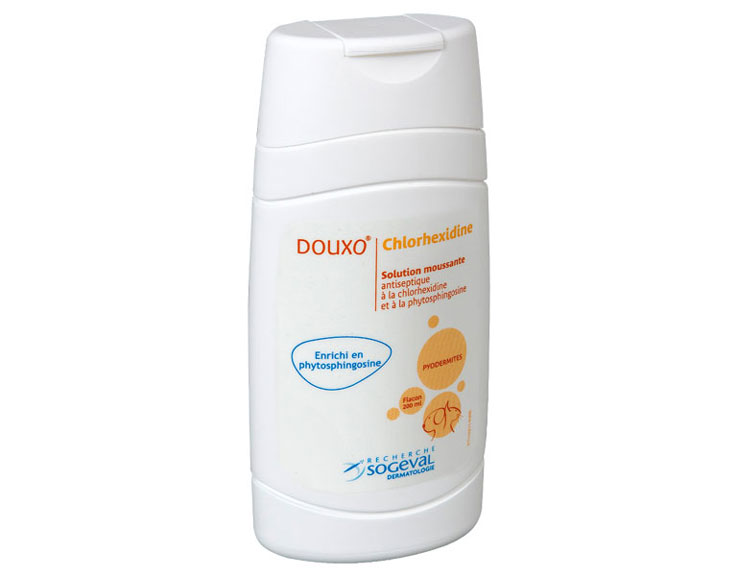 DOUXO®
Chlorhexidine
Solution moussante
antiseptique
à la chlorhexidine
et à la phytosphingosine
Enrichi en
phytosphingosine
PYODERMITES
Flacon
200 ml
RECHERCHE
SOGEVAL
DERMATOLOGIE